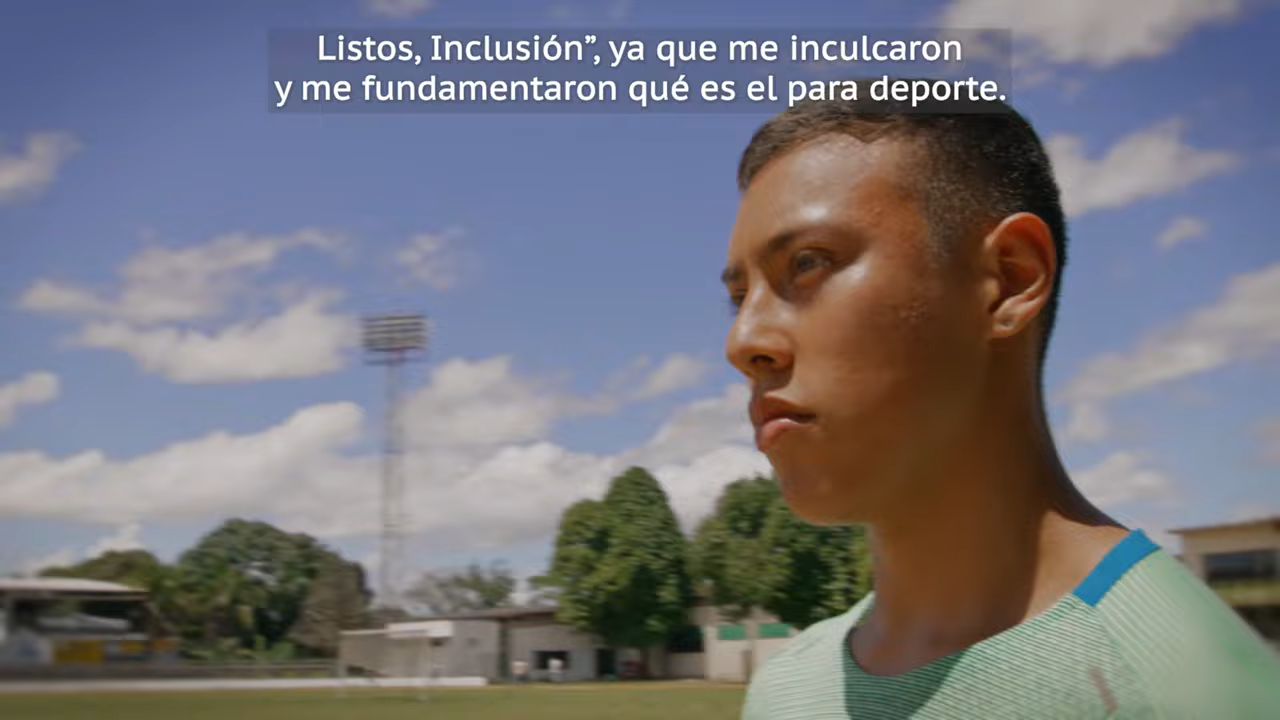 Listos, Inclusión”, ya que me inculcaron
y me fundamentaron qué es el para deporte.